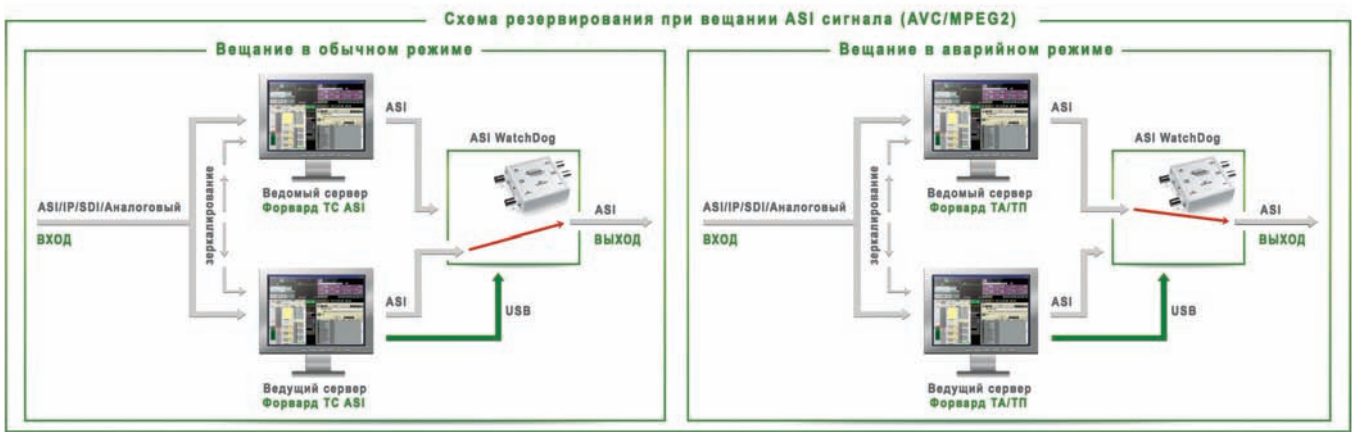 Схема резервирования при вещании ASI сигнала (AVC/MPEG2)
Вещание в обычном режиме
ASI
ASI WatchDog
Ведомый сервер
Форвард ТС ASI
ASI/IP/SDI/Аналоговый
ВХОД
зеркалирование
ASI
ВЫХОД
ASI
USB
Ведущий сервер
Форвард ТС ASI
Вещание в аварийном режиме
ASI
ASI WatchDog
Ведомый сервер
Форвард ТА/ТП
ASI/IP/SDI/Аналоговый
ВХОД
зеркалирование
ASI
ВЫХОД
ASI
USB
Ведущий сервер
Форвард ТА/ТП